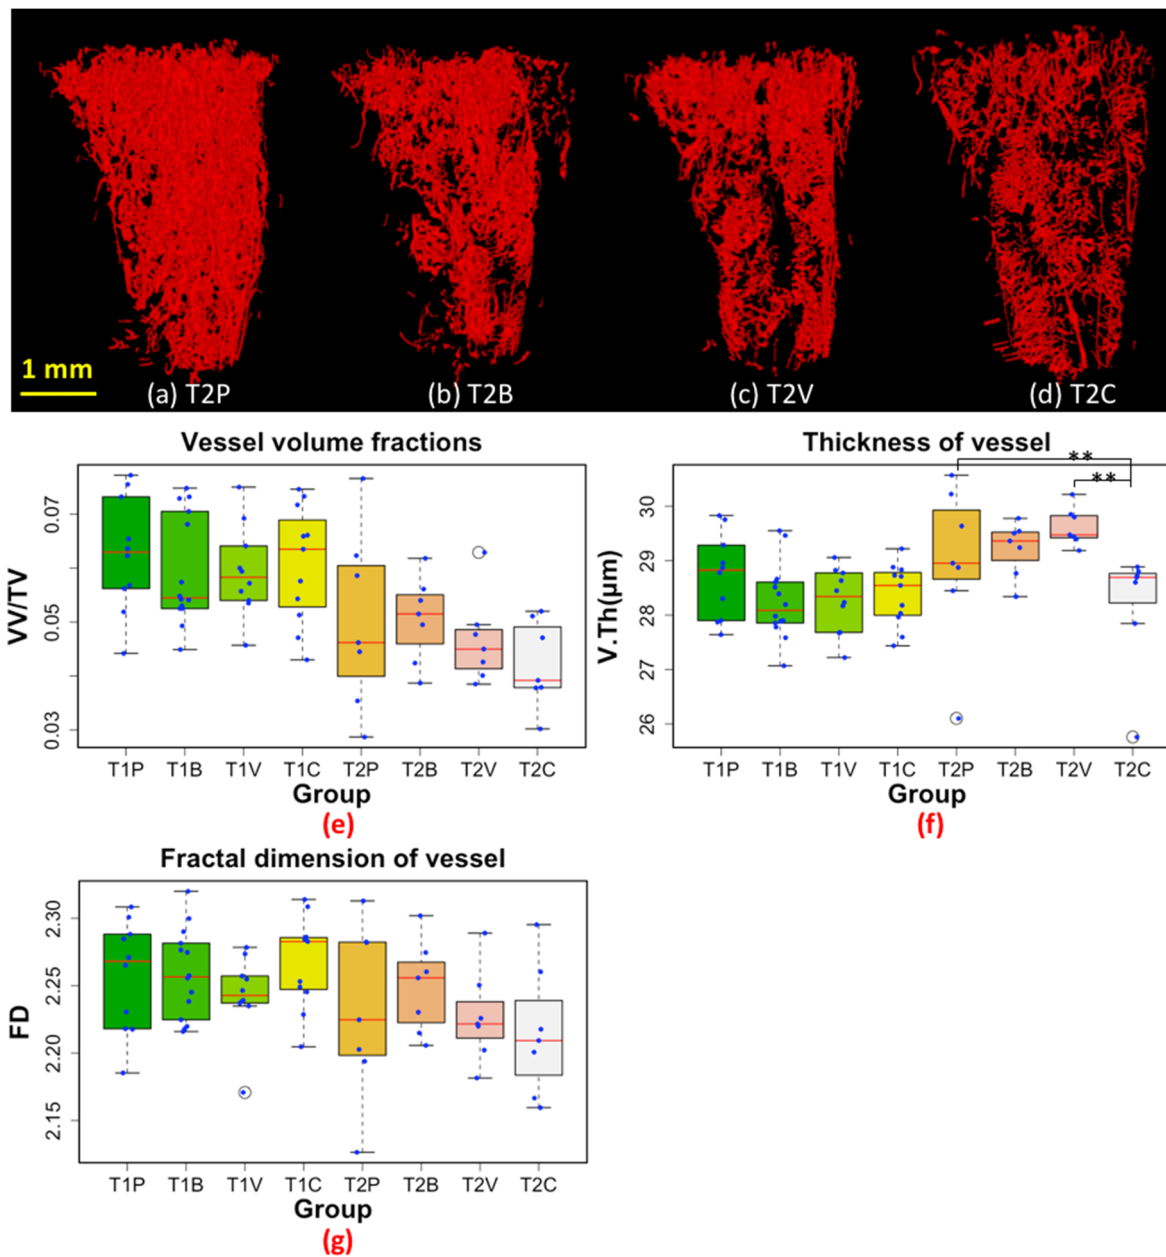 1 mm
(a) T2P
(b) T2B
(c) T2V
(d) T2C
Vessel volume fractions
VV/TV
0.07
0.05
0.03
T1P T1B T1V T1C T2P T2B T2V T2C
Group
(e)
Thickness of vessel
**
**
V.Th(μm)
30
29
28
27
26
T1P T1B T1V T1C T2P T2B T2V T2C
Group
(f)
Fractal dimension of vessel
FD
2.30
2.25
2.20
2.15
T1P T1B T1V T1C T2P T2B T2V T2C
Group
(g)